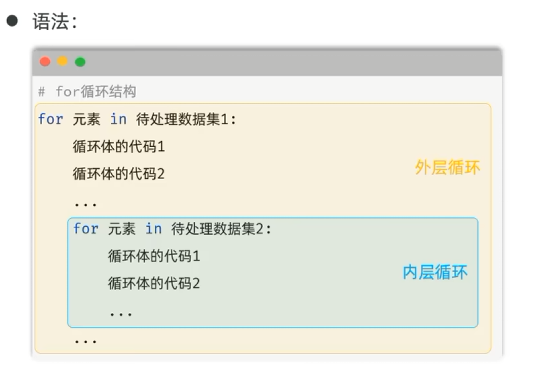 ● 语法：
# for循环结构
for 元素 in 待处理数据集1:
循环体的代码1
循环体的代码2
...
外层循环
for 元素 in 待处理数据集2:
循环体的代码1
循环体的代码2
...
内层循环
...